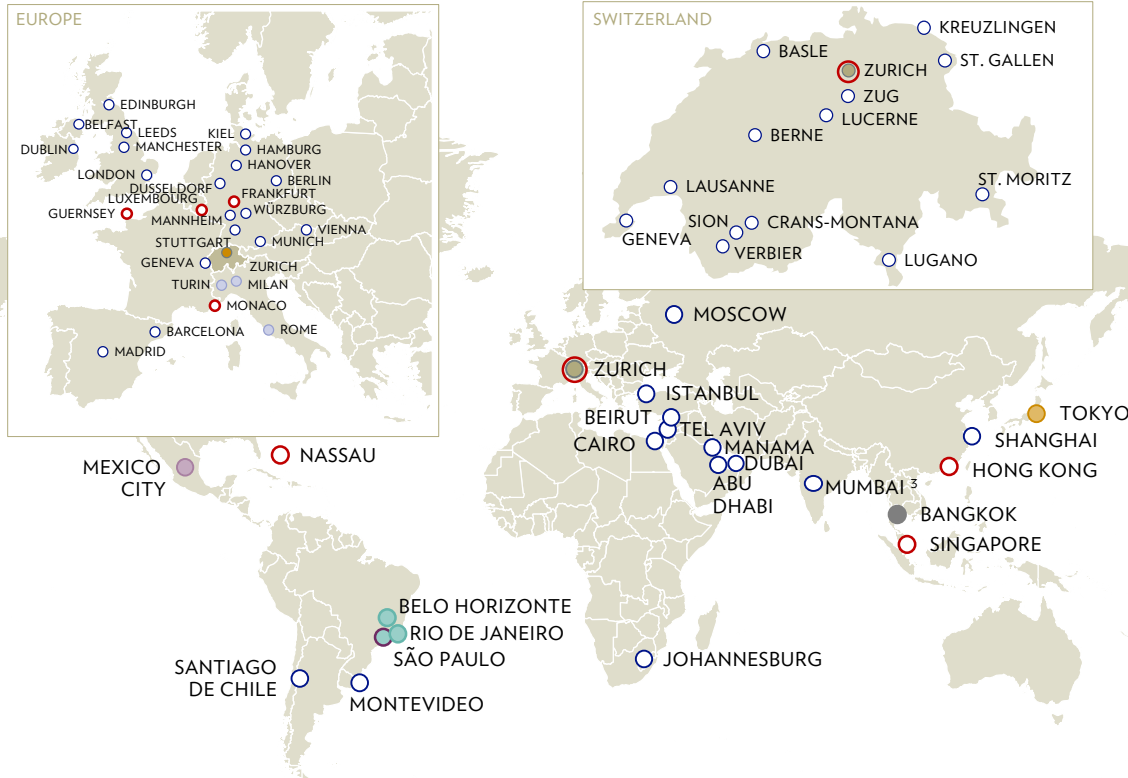 EUROPE
EDINBURGH
BELFAST
LEEDS
DUBLIN
MANCHESTER
KIEL
HAMBURG
HANOVER
LONDON
BERLIN
DUSSELDORF
LUXEMBOURG
FRANKFURT
GUERNSEY
WÜRZBURG
MANNHEIM
VIENNA
STUTTGART
MUNICH
GENEVA
ZURICH
TURIN
MILAN
MONACO
BARCELONA
ROME
MADRID
SWITZERLAND
KREUZLINGEN
BASLE
ST. GALLEN
ZURICH
ZUG
LUCERNE
BERNE
ST. MORITZ
LAUSANNE
SION
CRANS-MONTANA
GENEVA
VERBIER
LUGANO
MOSCOW
ZURICH
ISTANBUL
BEIRUT
TEL AVIV
CAIRO
MANAMA
DUBAI
ABU
DHABI
MUMBAI 3
TOKYO
SHANGHAI
HONG KONG
BANGKOK
SINGAPORE
NASSAU
MEXICO
CITY
BELO HORIZONTE
RIO DE JANEIRO
SÃO PAULO
SANTIAGO
DE CHILE
MONTEVIDEO
JOHANNESBURG